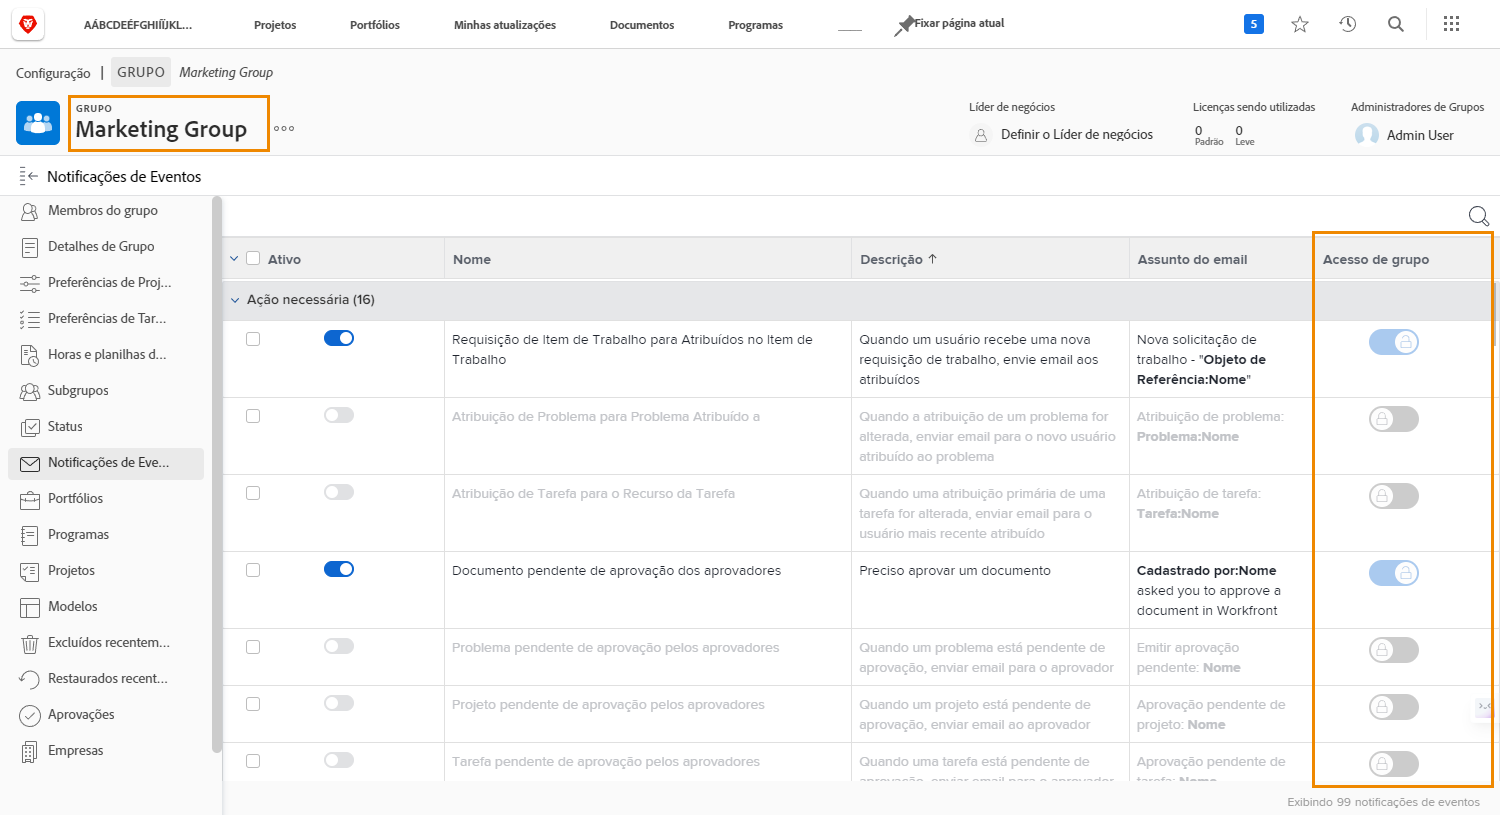 AÁBCDEÉFGHIÍÏJKL...
Projetos
Portfólios
Minhas atualizações
Documentos
Programas
Fixar página atual
5
Configuração | GRUPO Marketing Group
GRUPO
Marketing Group
Líder de negócios
Definir o Líder de negócios
Licenças sendo utilizadas
0 0
Padrão Leve
Administradores de Grupos
Admin User
Notificações de Eventos
Membros do grupo
Detalhes de Grupo
Preferências de Proj...
Preferências de Tar...
Horas e planilhas d...
Subgrupos
Status
Notificações de Eve...
Portfólios
Programas
Projetos
Modelos
Excluídos recentem...
Restaurados recent...
Aprovações
Empresas
Ativo
Nome
Descrição
Assunto do email
Acesso de grupo
Ação necessária (16)
Requisição de Item de Trabalho para Atribuídos no Item de
Trabalho
Quando um usuário recebe uma nova
requisição de trabalho, envie email aos
atribuídos
Nova solicitação de
trabalho - "Objeto de
Referência:Nome"
Atribuição de Problema para Problema Atribuído a
Quando a atribuição de um problema for
alterada, enviar email para o novo usuário
atribuído ao problema
Atribuição de problema:
Problema:Nome
Atribuição de Tarefa para o Recurso da Tarefa
Quando uma atribuição primária de uma
tarefa for alterada, enviar email para o
usuário mais recente atribuído
Atribuição de tarefa:
Tarefa:Nome
Documento pendente de aprovação dos aprovadores
Preciso aprovar um documento
Cadastrado por:Nome
asked you to approve a
document in Workfront
Problema pendente de aprovação pelos aprovadores
Quando um problema está pendente de
aprovação, enviar email para o aprovador
Emitir aprovação
pendente: Nome
Projeto pendente de aprovação pelos aprovadores
Quando um projeto está pendente de
aprovação, enviar email ao aprovador
Aprovação pendente de
projeto: Nome
Tarefa pendente de aprovação pelos aprovadores
Quando uma tarefa está pendente de
aprovação, enviar email para o aprovador
Aprovação pendente de
tarefa: Nome
Exibindo 99 notificações de eventos